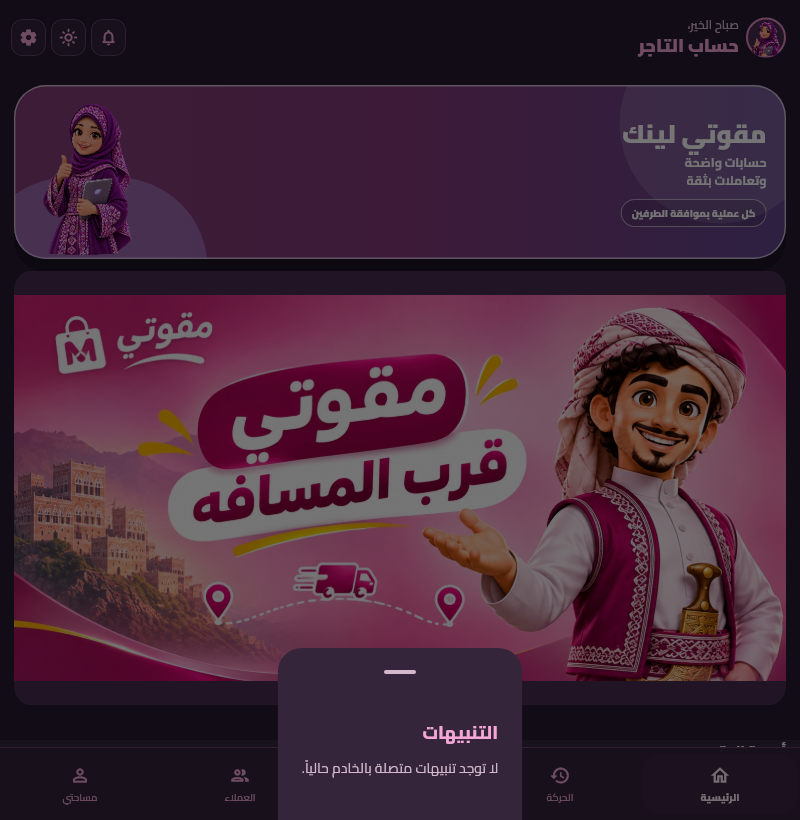 صباح الخير،
حساب التاجر
مقوتي لينك
حسابات واضحة
وتعاملات بثقة
كل عملية بموافقة الطرفين
مقوتي
مقوتي
قرب المسافه
التنبيهات
لا توجد تنبيهات متصلة بالخادم حالياً.
الرئيسية
الحركة
العملاء
مساحتي